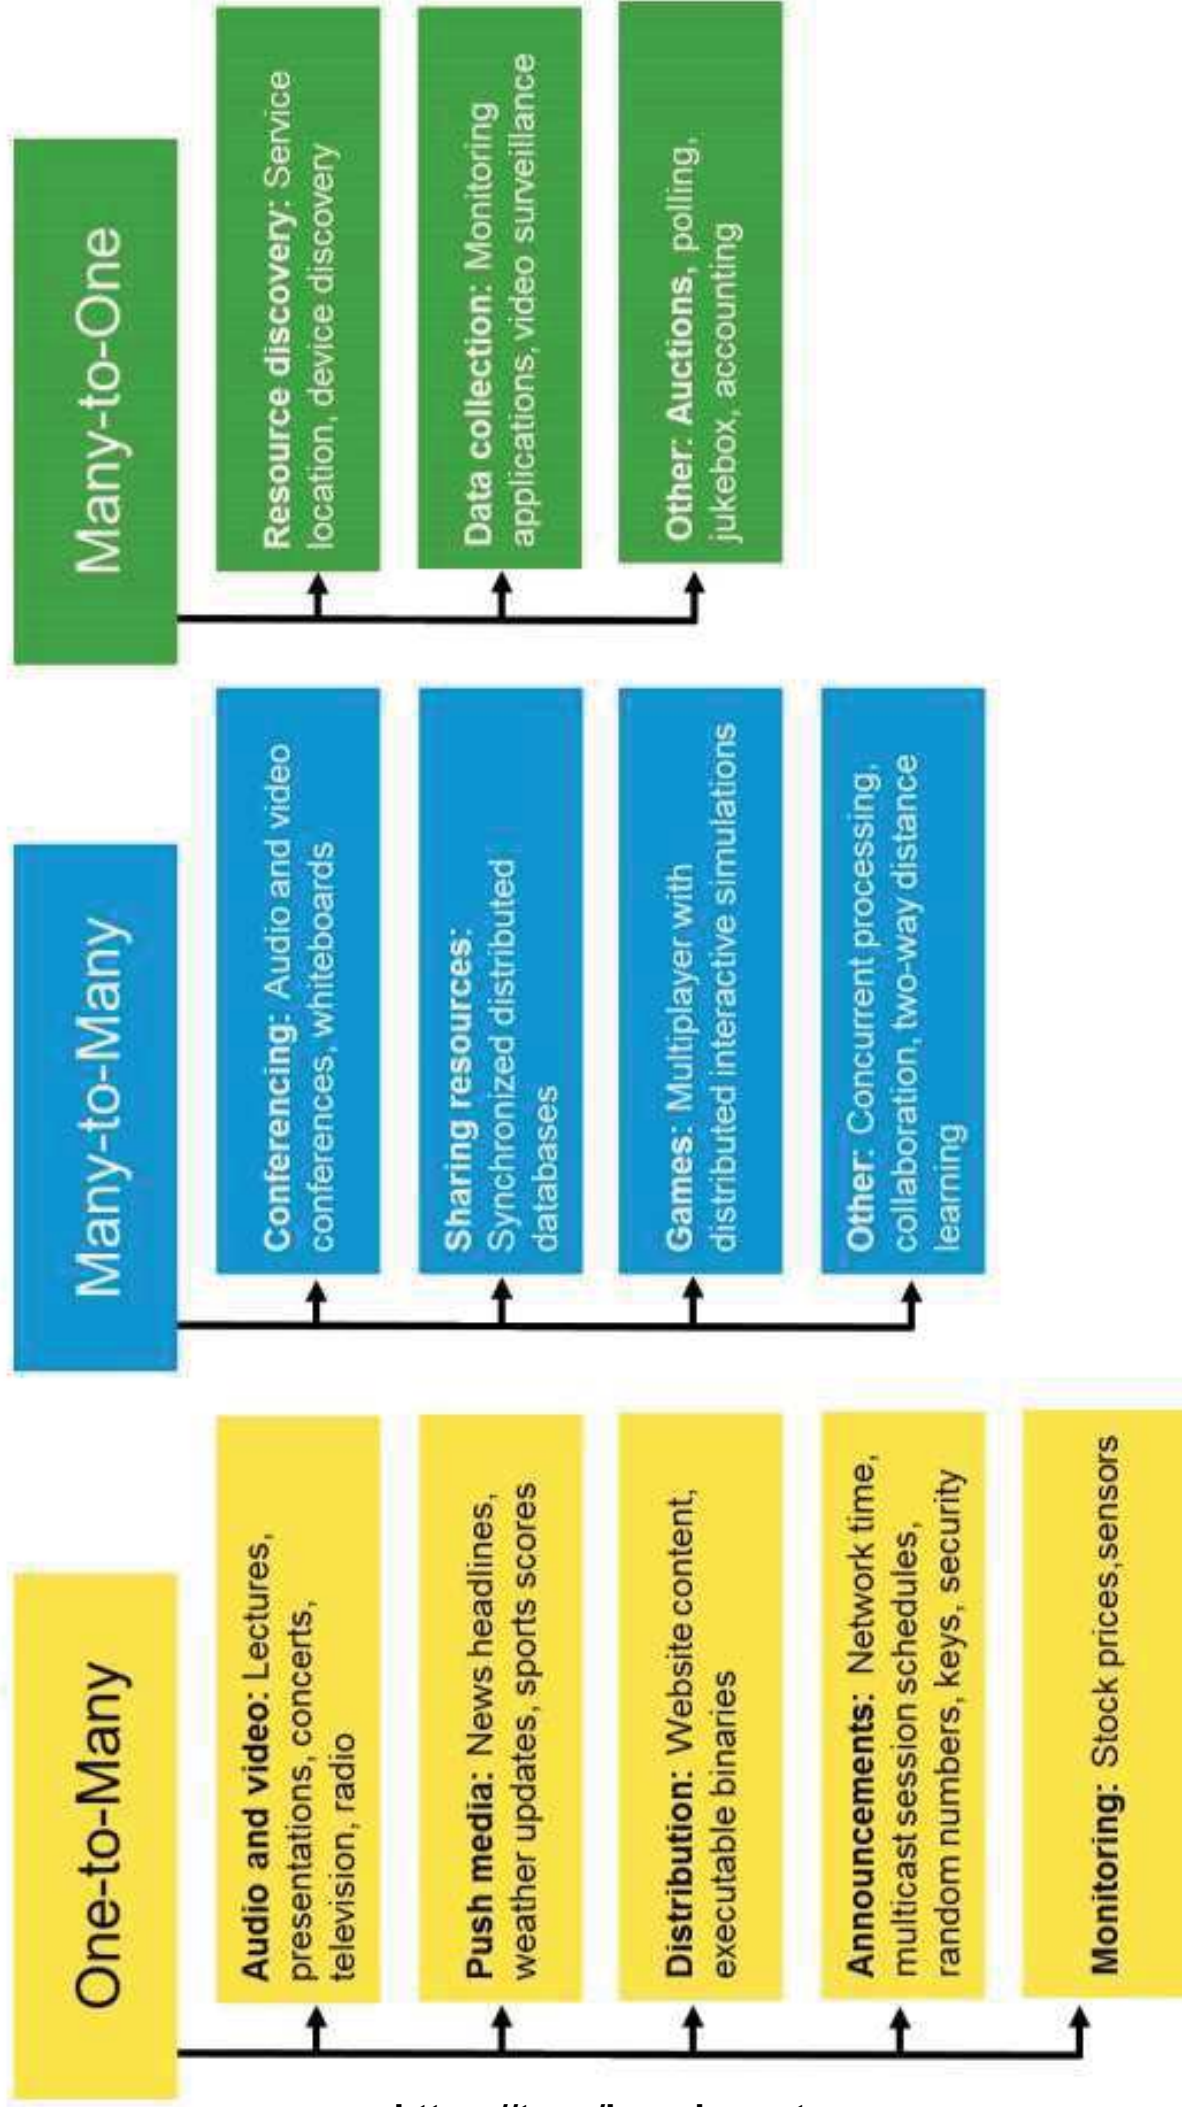 One-to-Many
Audio and video: Lectures,
presentations, concerts,
television, radio
Push media: News headlines,
weather updates, sports scores
Distribution: Website content,
executable binaries
Announcements: Network time,
multicast session schedules,
random numbers, keys, security
Monitoring: Stock prices,sensors
Many-to-Many
Conferencing: Audio and video
conferences, whiteboards
Sharing resources:
Synchronized distributed
databases
Games: Multiplayer with
distributed interactive simulations
Other: Concurrent processing,
collaboration, two-way distance
learning
Many-to-One
Resource discovery: Service
location, device discovery
Data collection: Monitoring
applications, video surveillance
Other: Auctions, polling,
jukebox, accounting